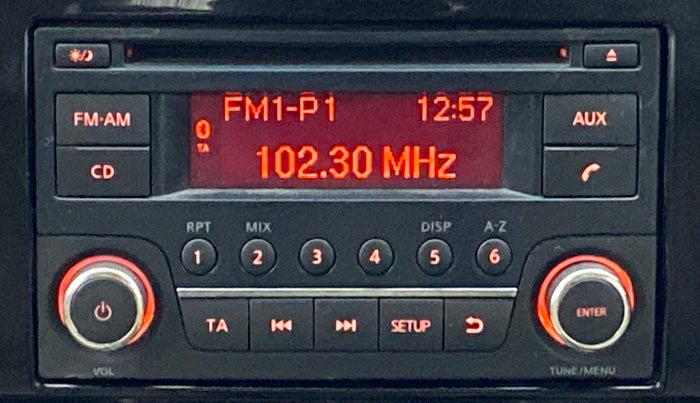 FM1-P1 12:57
TA
102.30 MHz
FM·AM
CD
AUX
RPT MIX DISP A-Z
1 2 3 4 5 6
TA SETUP
ENTER
VOL
TUNE/MENU